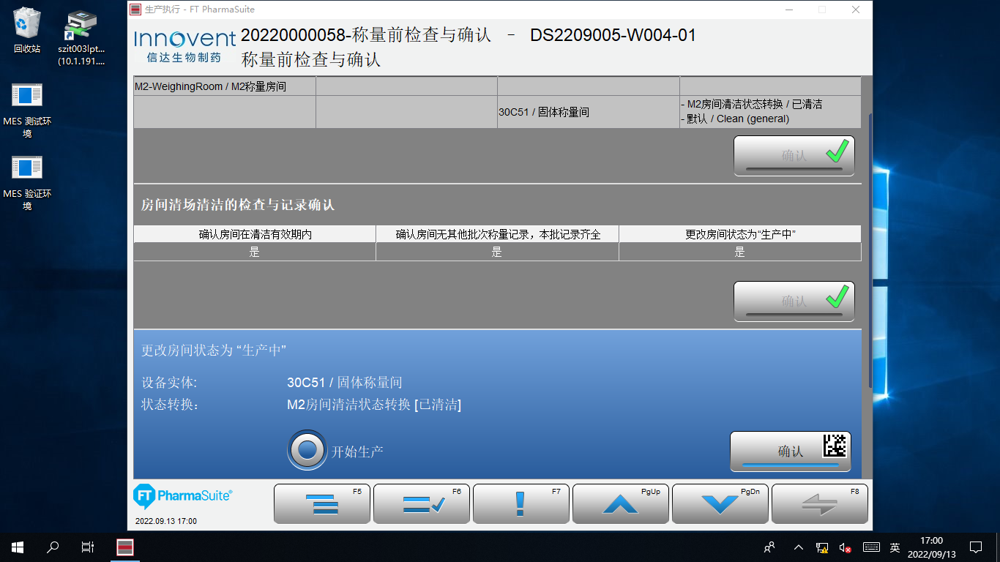 生产执行 - FT PharmaSuite
回收站
szit003lpt...
(10.1.191....
MES 测试环
境
MES 验证环
境
Innovent
信达生物制药
20220000058-称量前检查与确认 - DS2209005-W004-01
称量前检查与确认
M2-WeighingRoom / M2称量房间
30C51 / 固体称量间
- M2房间清洁状态转换 / 已清洁
- 默认 / Clean (general)
确认
房间清场清洁的检查与记录确认
确认房间在清洁有效期内 确认房间无其他批次称量记录，本批记录齐全 更改房间状态为“生产中”
是 是 是
确认
更改房间状态为 “生产中”
设备实体: 30C51 / 固体称量间
状态转换: M2房间清洁状态转换 [已清洁]
开始生产
确认
FT PharmaSuite®
2022.09.13 17:00
F5 F6 F7 PgUp PgDn F8
英
17:00
2022/09/13